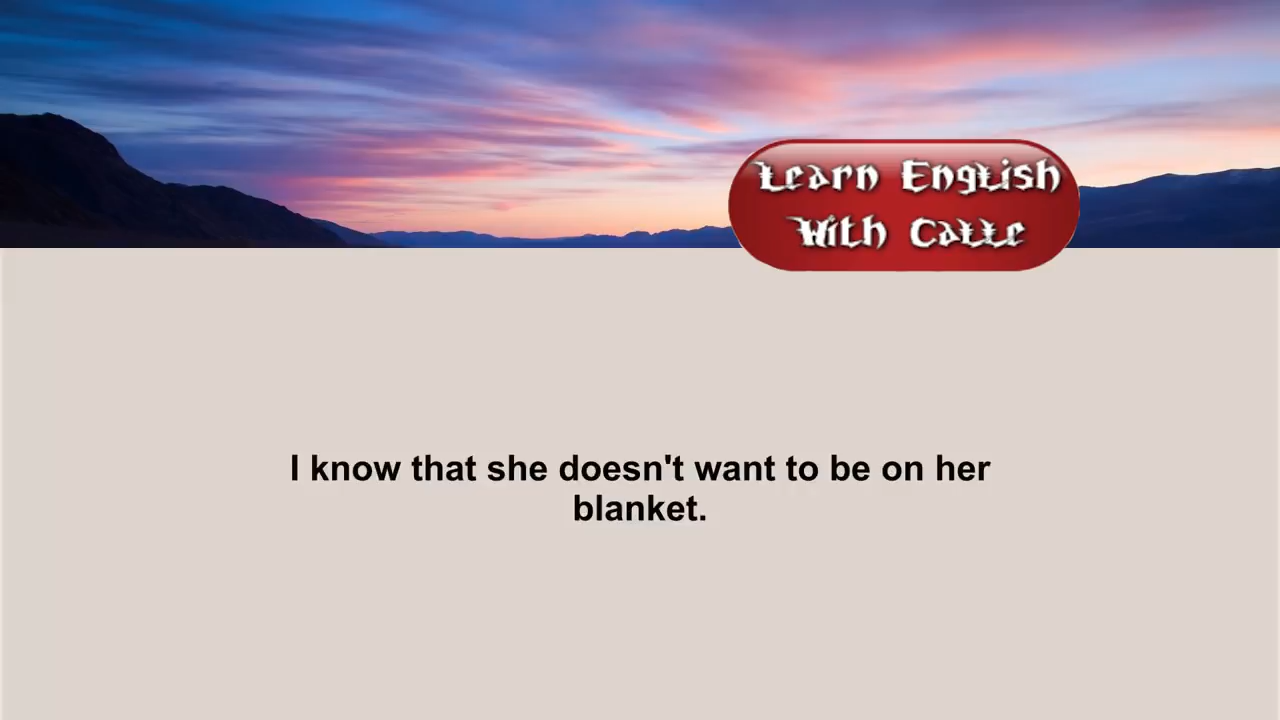 Learn English
With Calle
I know that she doesn't want to be on her
blanket.